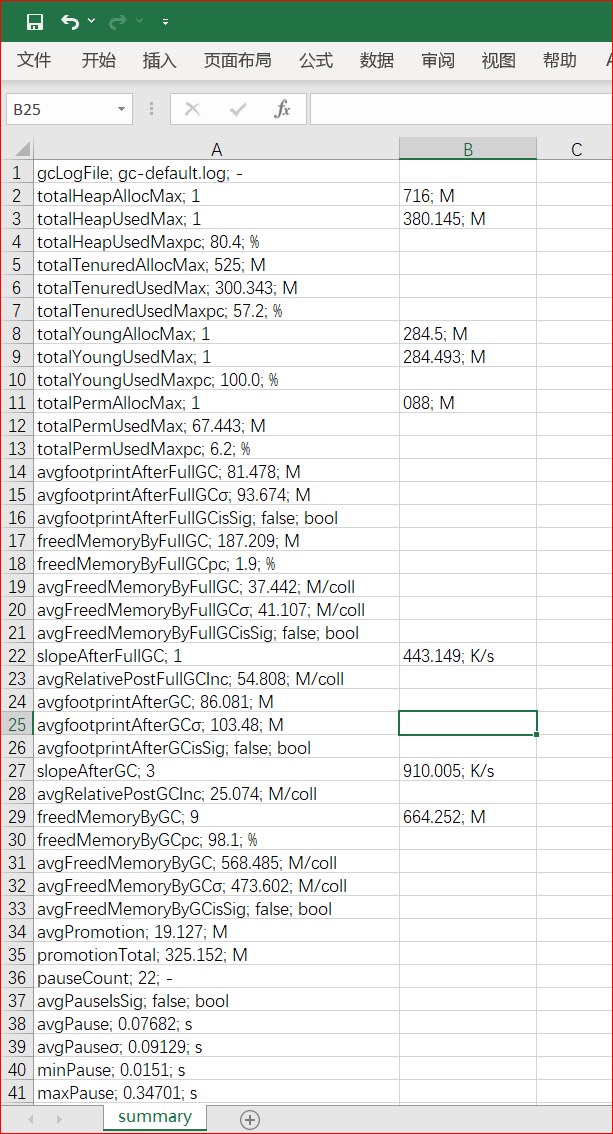 文件 开始 插入 页面布局 公式 数据 审阅 视图 帮助
B25 fx
A B C
1 gcLogFile; gc-default.log; -
2 totalHeapAllocMax; 1 716; M
3 totalHeapUsedMax; 1 380.145; M
4 totalHeapUsedMaxpc; 80.4; %
5 totalTenuredAllocMax; 525; M
6 totalTenuredUsedMax; 300.343; M
7 totalTenuredUsedMaxpc; 57.2; %
8 totalYoungAllocMax; 1 284.5; M
9 totalYoungUsedMax; 1 284.493; M
10 totalYoungUsedMaxpc; 100.0; %
11 totalPermAllocMax; 1 088; M
12 totalPermUsedMax; 67.443; M
13 totalPermUsedMaxpc; 6.2; %
14 avgfootprintAfterFullGC; 81.478; M
15 avgfootprintAfterFullGCσ; 93.674; M
16 avgfootprintAfterFullGCisSig; false; bool
17 freedMemoryByFullGC; 187.209; M
18 freedMemoryByFullGCpc; 1.9; %
19 avgFreedMemoryByFullGC; 37.442; M/coll
20 avgFreedMemoryByFullGCσ; 41.107; M/coll
21 avgFreedMemoryByFullGCisSig; false; bool
22 slopeAfterFullGC; 1 443.149; K/s
23 avgRelativePostFullGCInc; 54.808; M/coll
24 avgfootprintAfterGC; 86.081; M
25 avgfootprintAfterGCσ; 103.48; M
26 avgfootprintAfterGCisSig; false; bool
27 slopeAfterGC; 3 910.005; K/s
28 avgRelativePostGCInc; 25.074; M/coll
29 freedMemoryByGC; 9 664.252; M
30 freedMemoryByGCpc; 98.1; %
31 avgFreedMemoryByGC; 568.485; M/coll
32 avgFreedMemoryByGCσ; 473.602; M/coll
33 avgFreedMemoryByGCisSig; false; bool
34 avgPromotion; 19.127; M
35 promotionTotal; 325.152; M
36 pauseCount; 22; -
37 avgPauseIsSig; false; bool
38 avgPause; 0.07682; s
39 avgPauseσ; 0.09129; s
40 minPause; 0.0151; s
41 maxPause; 0.34701; s
summary